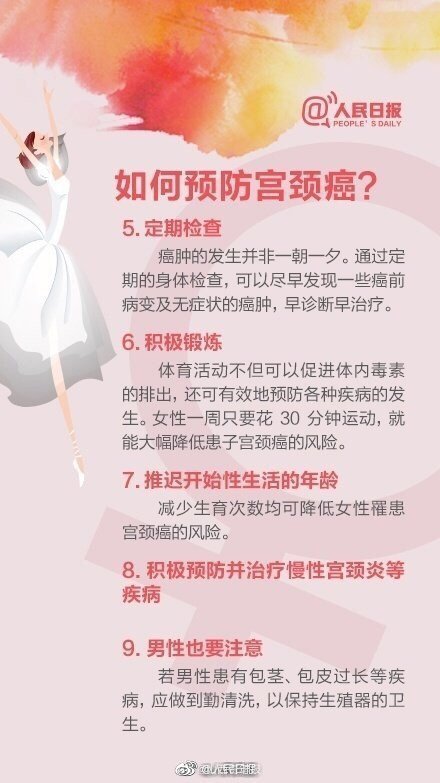 @人民日报
PEOPLE'S DAILY
如何预防宫颈癌？
5. 定期检查
癌肿的发生并非一朝一夕。通过定
期的身体检查，可以尽早发现一些癌前
病变及无症状的癌肿，早诊断早治疗。
6. 积极锻炼
体育活动不但可以促进体内毒素
的排出，还可有效地预防各种疾病的发
生。女性一周只要花 30 分钟运动，就
能大幅降低患子宫颈癌的风险。
7. 推迟开始性生活的年龄
减少生育次数均可降低女性罹患
宫颈癌的风险。
8. 积极预防并治疗慢性宫颈炎等
疾病
9. 男性也要注意
若男性患有包茎、包皮过长等疾
病，应做到勤清洗，以保持生殖器的卫
生。
@人民日报